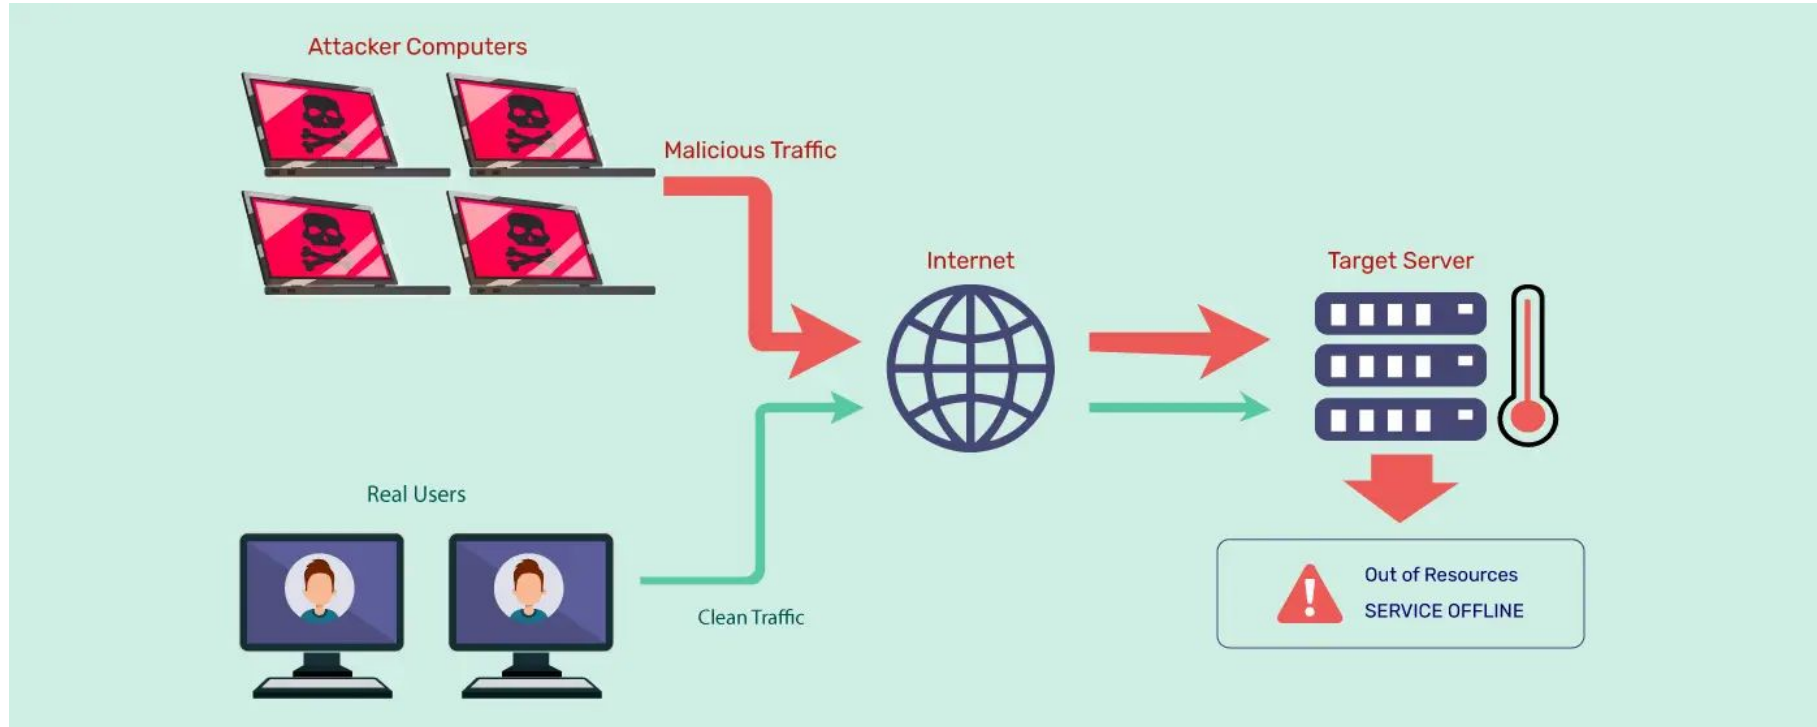 Attacker Computers
Malicious Traffic
Internet
Target Server
Real Users
Clean Traffic
Out of Resources
SERVICE OFFLINE